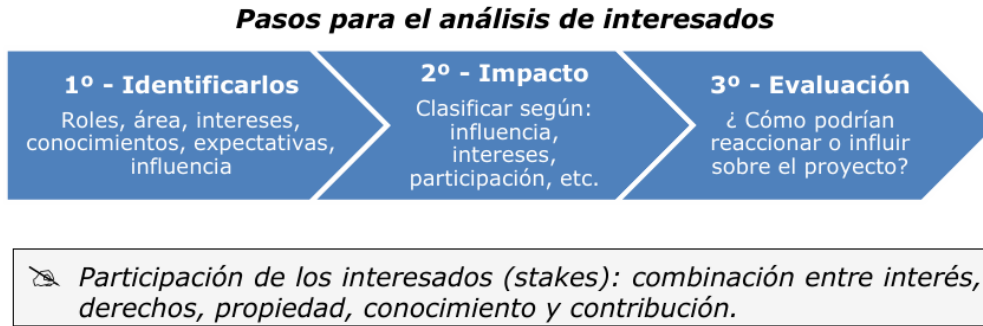 Pasos para el análisis de interesados
1º - Identificarlos
Roles, área, intereses,
conocimientos, expectativas,
influencia
2º - Impacto
Clasificar según:
influencia,
intereses,
participación, etc.
3º - Evaluación
¿ Cómo podrían
reaccionar o influir
sobre el proyecto?
Participación de los interesados (stakes): combinación entre interés,
derechos, propiedad, conocimiento y contribución.